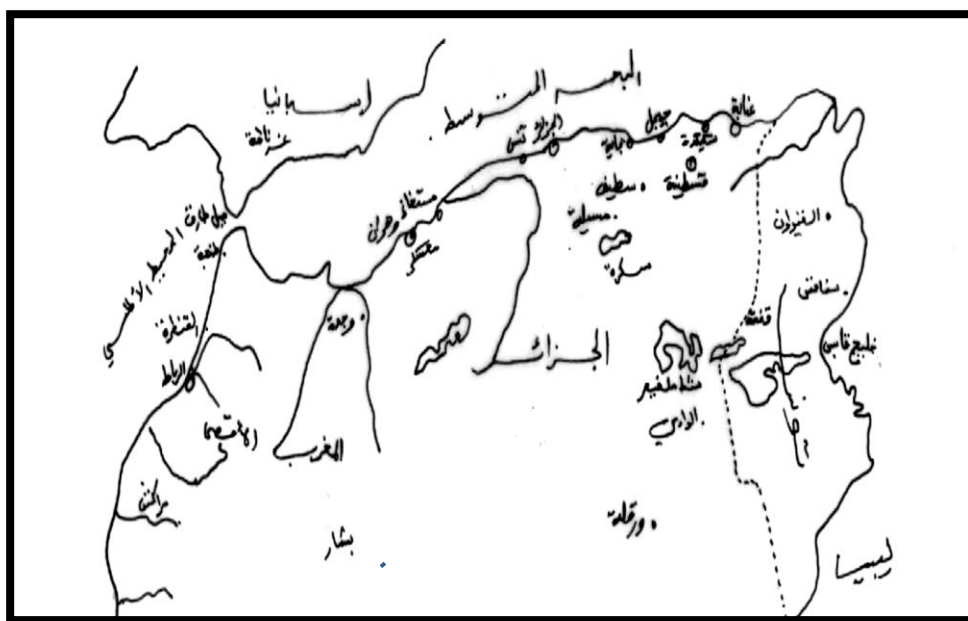 البحر المتوسط
اسبانيا
غرناطة
عنابة
سكيكدة
جيجل
بجاية
قسنطينة
الجزائر
تنس
سطيف
مسيلة
بسكرة
مستغانم
وهران
معسكر
جبل طارق
المحيط الأطلسي
طنجة
القنطرة
الرباط
وجدة
القيروان
سفاقس
قفصة
خليج قابس
الجزائر
شط ملغيغ
الوادي
المغرب
مراكش
بشار
ورقلة
ليبيا